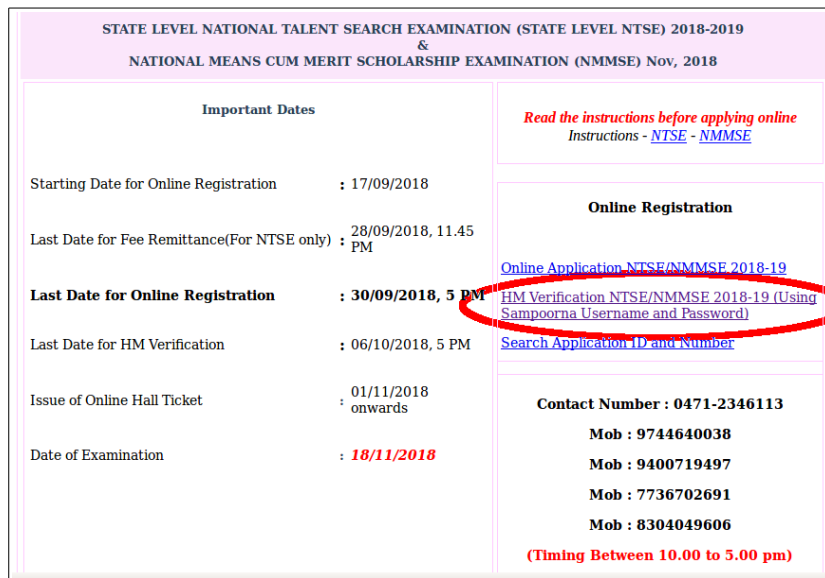 STATE LEVEL NATIONAL TALENT SEARCH EXAMINATION (STATE LEVEL NTSE) 2018-2019
&
NATIONAL MEANS CUM MERIT SCHOLARSHIP EXAMINATION (NMMSE) Nov, 2018
Important Dates
Starting Date for Online Registration : 17/09/2018
Last Date for Fee Remittance(For NTSE only) : 28/09/2018, 11.45
PM
Last Date for Online Registration : 30/09/2018, 5 PM
Last Date for HM Verification : 06/10/2018, 5 PM
Issue of Online Hall Ticket : 01/11/2018
onwards
Date of Examination : 18/11/2018
Read the instructions before applying online
Instructions - NTSE - NMMSE
Online Registration
Online Application NTSE/NMMSE 2018-19
HM Verification NTSE/NMMSE 2018-19 (Using
Sampoorna Username and Password)
Search Application ID and Number
Contact Number : 0471-2346113
Mob : 9744640038
Mob : 9400719497
Mob : 7736702691
Mob : 8304049606
(Timing Between 10.00 to 5.00 pm)